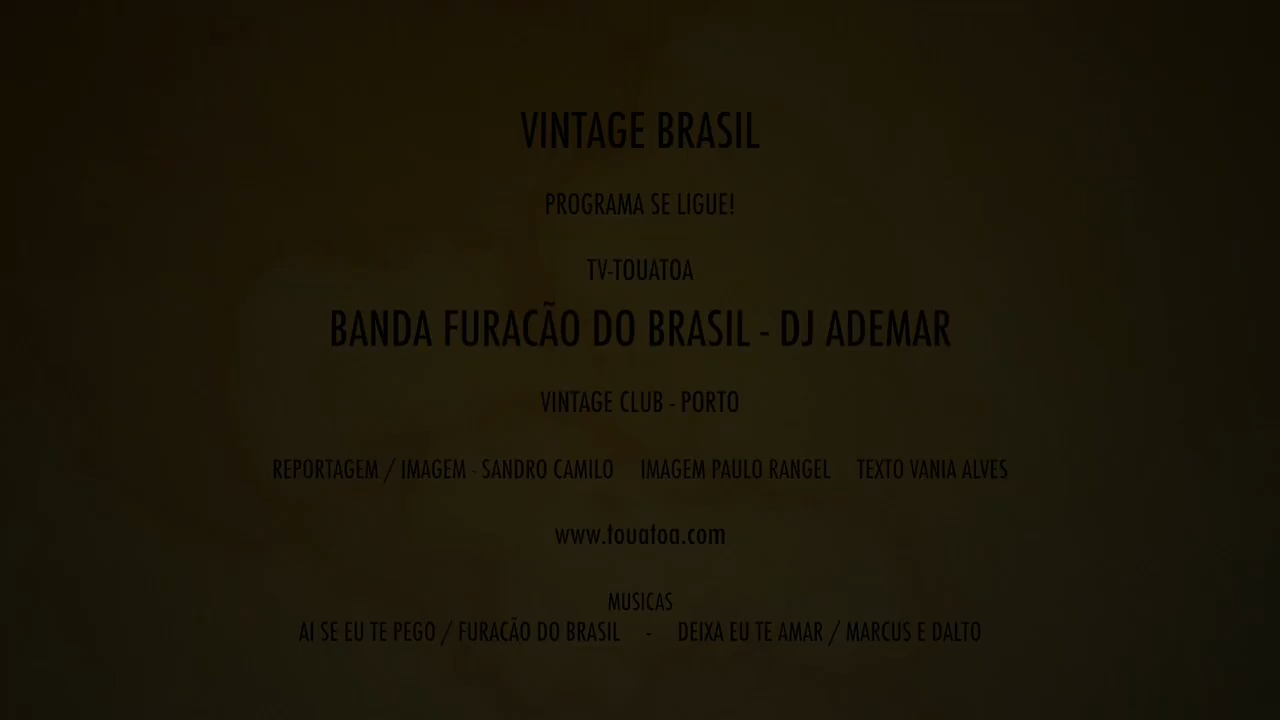 VINTAGE BRASIL
PROGRAMA SE LIGUE!
TV-TOUATOA
BANDA FURACÃO DO BRASIL - DJ ADEMAR
VINTAGE CLUB - PORTO
REPORTAGEM / IMAGEM - SANDRO CAMILO IMAGEM PAULO RANGEL TEXTO VANIA ALVES
www.touatoa.com
MUSICAS
AI SE EU TE PEGO / FURACÃO DO BRASIL - DEIXA EU TE AMAR / MARCUS E DALTO